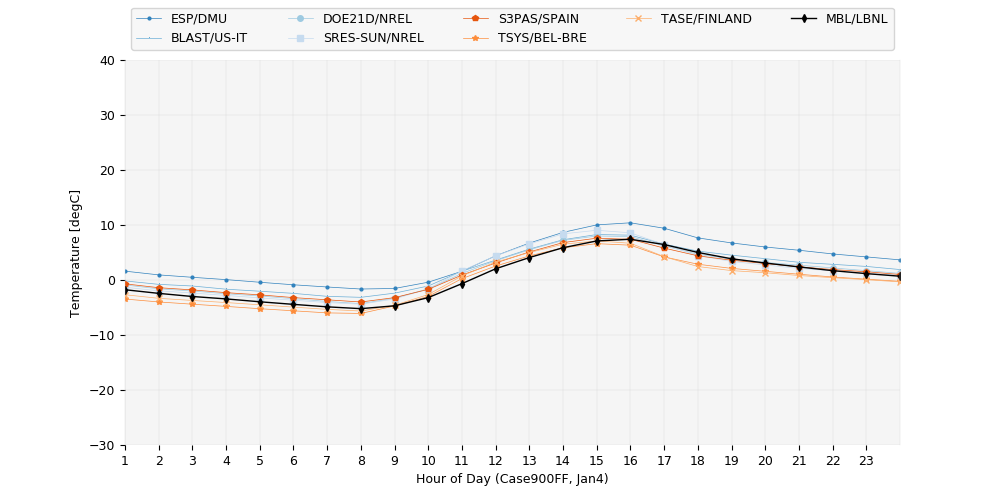 ESP/DMU DOE21D/NREL S3PAS/SPAIN TASE/FINLAND MBL/LBNL
BLAST/US-IT SRES-SUN/NREL TSYS/BEL-BRE
40
30
20
10
0
−10
−20
−30
Temperature [degC]
1 2 3 4 5 6 7 8 9 10 11 12 13 14 15 16 17 18 19 20 21 22 23
Hour of Day (Case900FF, Jan4)